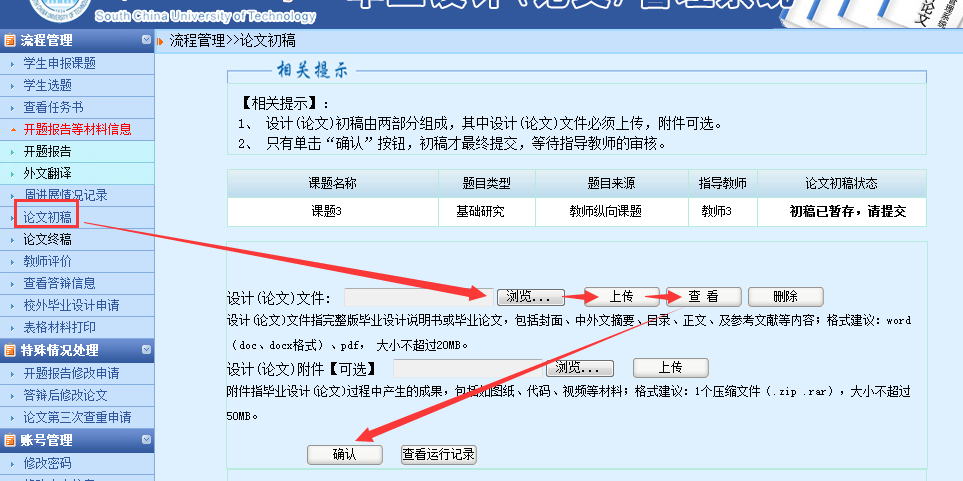 South China University of Technology
流程管理
学生申报课题
学生选题
查看任务书
开题报告等材料信息
开题报告
外文翻译
周进展情况记录
论文初稿
论文终稿
教师评价
查看答辩信息
校外毕业设计申请
表格材料打印
特殊情况处理
开题报告修改申请
答辩后修改论文
论文第三次查重申请
账号管理
修改密码
流程管理>>论文初稿
相关提示
【相关提示】:
1、 设计(论文)初稿由两部分组成，其中设计(论文)文件必须上传，附件可选。
2、 只有单击“确认”按钮，初稿才最终提交，等待指导教师的审核。
课题名称 题目类型 题目来源 指导教师 论文初稿状态
课题3 基础研究 教师纵向课题 教师3 初稿已暂存，请提交
设计(论文)文件: 浏览... 上传 查 看 删除
设计(论文)文件指完整版毕业设计说明书或毕业论文，包括封面、中外文摘要、目录、正文、及参考文献等内容；格式建议：word
（doc、docx格式）、pdf， 大小不超过20MB。
设计(论文)附件【可选】 浏览... 上传
附件指毕业设计(论文)过程中产生的成果，包括如图纸、代码、视频等材料；格式建议：1个压缩文件（.zip .rar），大小不超过
50MB。
确认 查看运行记录